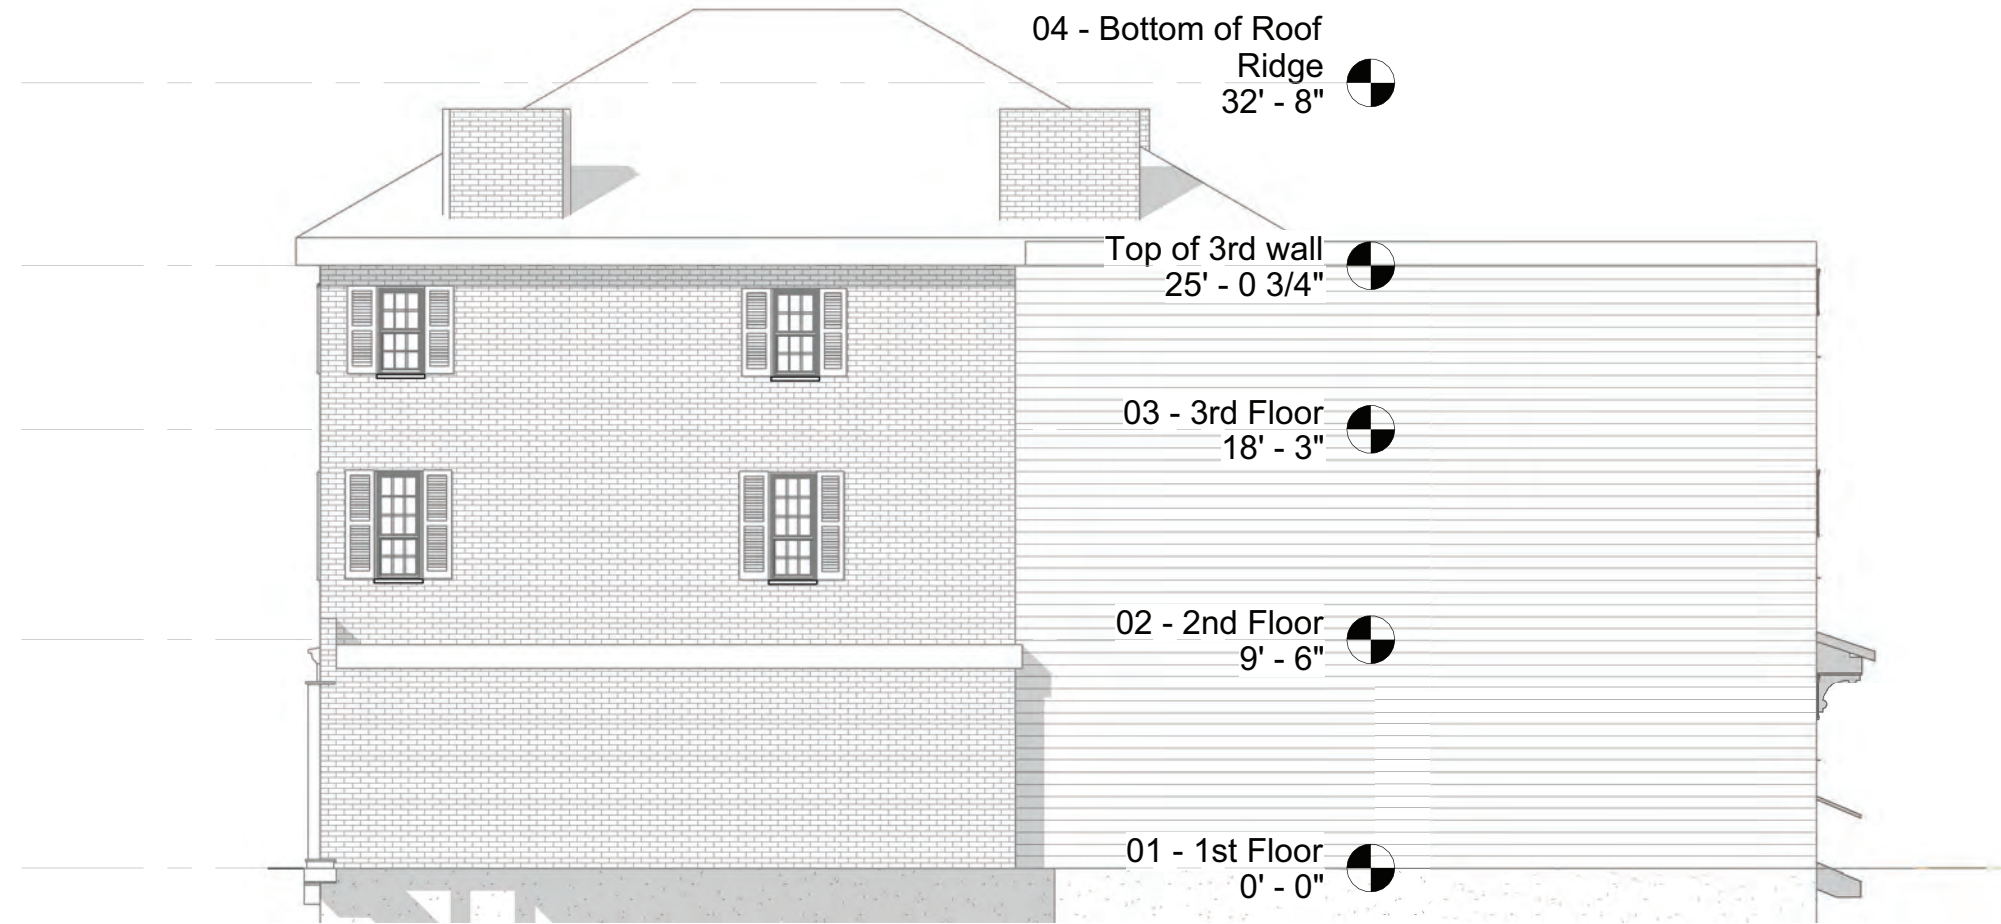 04 - Bottom of Roof
Ridge
32' - 8"
Top of 3rd wall
25' - 0 3/4"
03 - 3rd Floor
18' - 3"
02 - 2nd Floor
9' - 6"
01 - 1st Floor
0' - 0"